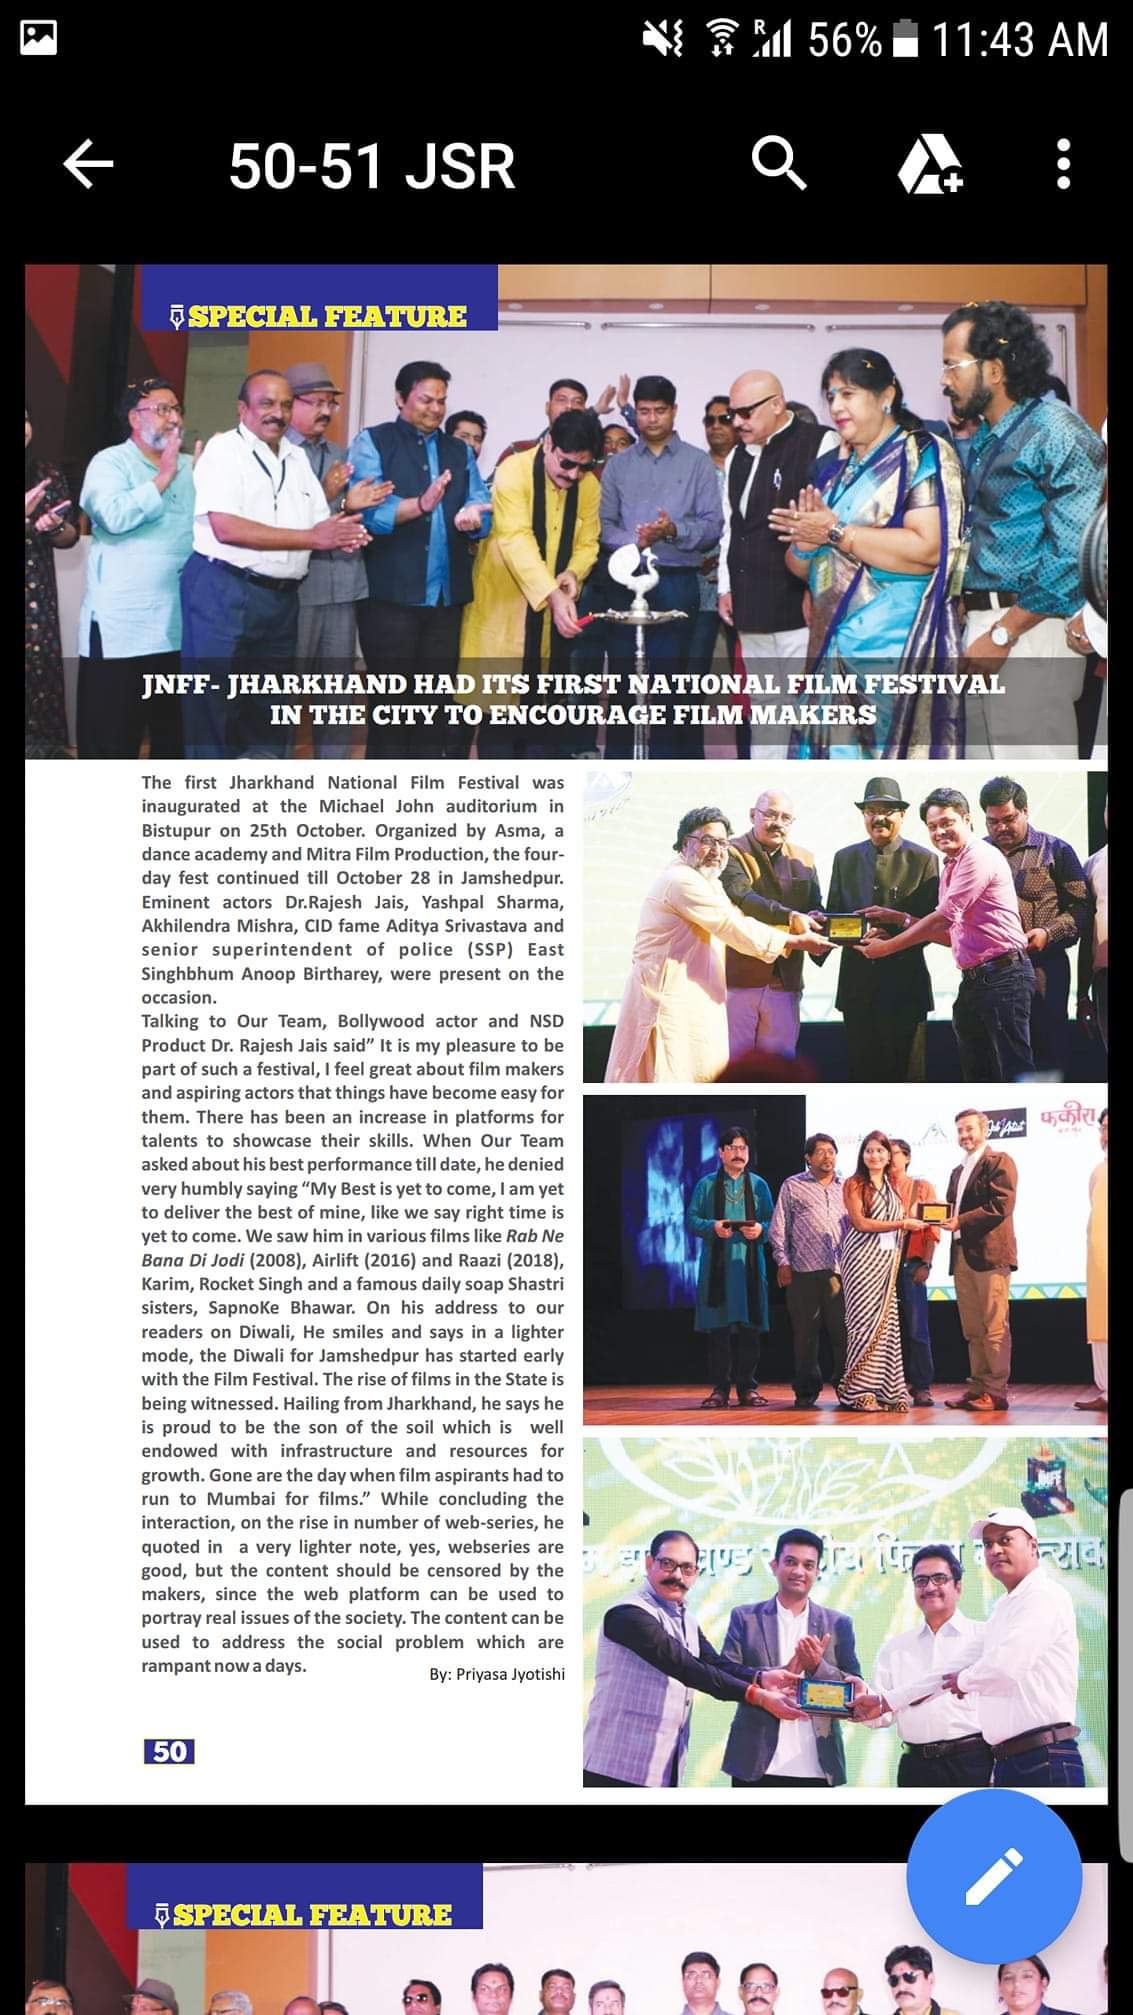 56% 11:43 AM
50-51 JSR
SPECIAL FEATURE
JNFF- JHARKHAND HAD ITS FIRST NATIONAL FILM FESTIVAL
IN THE CITY TO ENCOURAGE FILM MAKERS
The first Jharkhand National Film Festival was
inaugurated at the Michael John auditorium in
Bistupur on 25th October. Organized by Asma, a
dance academy and Mitra Film Production, the four-
day fest continued till October 28 in Jamshedpur.
Eminent actors Dr.Rajesh Jais, Yashpal Sharma,
Akhilendra Mishra, CID fame Aditya Srivastava and
senior superintendent of police (SSP) East
Singhbhum Anoop Birtharey, were present on the
occasion.
Talking to Our Team, Bollywood actor and NSD
Product Dr. Rajesh Jais said” It is my pleasure to be
part of such a festival, I feel great about film makers
and aspiring actors that things have become easy for
them. There has been an increase in platforms for
talents to showcase their skills. When Our Team
asked about his best performance till date, he denied
very humbly saying “My Best is yet to come, I am yet
to deliver the best of mine, like we say right time is
yet to come. We saw him in various films like Rab Ne
Bana Di Jodi (2008), Airlift (2016) and Raazi (2018),
Karim, Rocket Singh and a famous daily soap Shastri
sisters, SapnoKe Bhawar. On his address to our
readers on Diwali, He smiles and says in a lighter
mode, the Diwali for Jamshedpur has started early
with the Film Festival. The rise of films in the State is
being witnessed. Hailing from Jharkhand, he says he
is proud to be the son of the soil which is well
endowed with infrastructure and resources for
growth. Gone are the day when film aspirants had to
run to Mumbai for films.” While concluding the
interaction, on the rise in number of web-series, he
quoted in a very lighter note, yes, webseries are
good, but the content should be censored by the
makers, since the web platform can be used to
portray real issues of the society. The content can be
used to address the social problem which are
rampant now a days.
By: Priyasa Jyotishi
फकीरा
JNFF
50
SPECIAL FEATURE